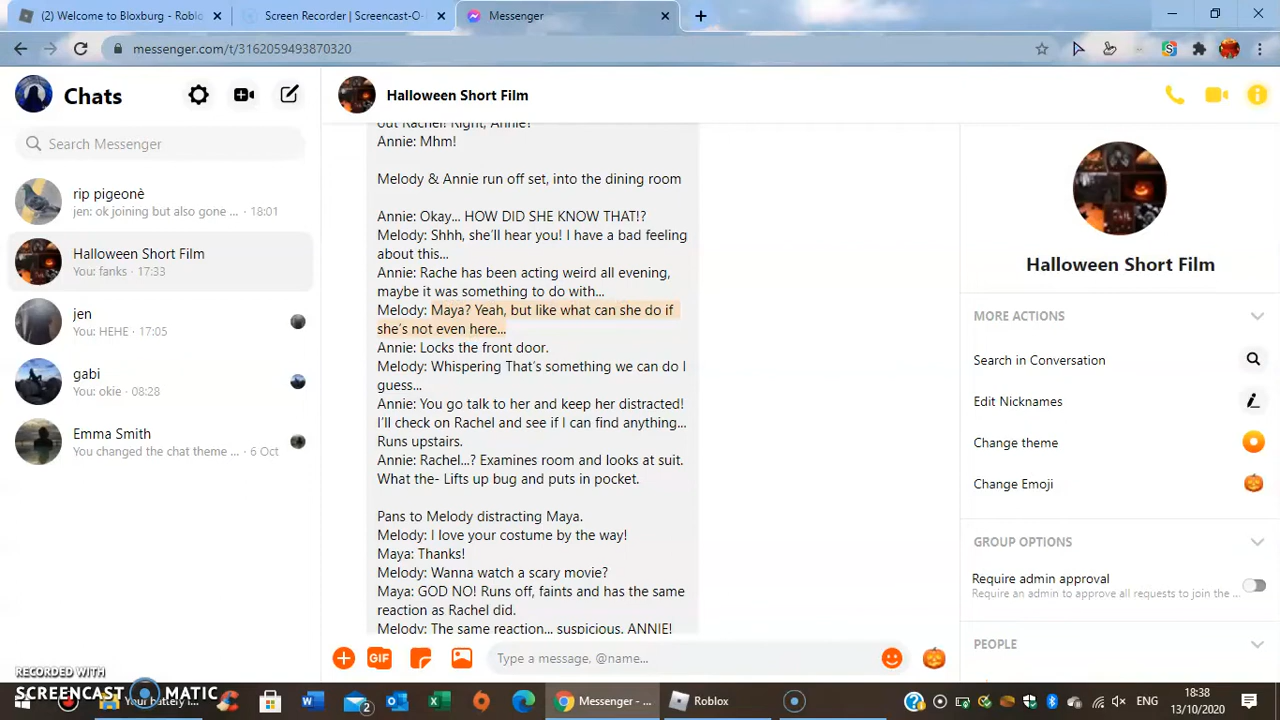 (2) Welcome to Bloxburg - Robl
Screen Recorder | Screencast-O-
Messenger
messenger.com/t/3162059493870320
Chats
Halloween Short Film
Search Messenger
rip pigeonê
jen: ok joining but also gone ... · 18:01
Halloween Short Film
You: fanks · 17:33
jen
You: HEHE · 17:05
gabi
You: okie · 08:28
Emma Smith
You changed the chat theme ... · 6 Oct
out Rachel! Right, Annie?
Annie: Mhm!
Melody & Annie run off set, into the dining room
Annie: Okay... HOW DID SHE KNOW THAT!?
Melody: Shhh, she'll hear you! I have a bad feeling
about this...
Annie: Rache has been acting weird all evening,
maybe it was something to do with...
Melody: Maya? Yeah, but like what can she do if
she's not even here...
Annie: Locks the front door.
Melody: Whispering That's something we can do I
guess...
Annie: You go talk to her and keep her distracted!
I'll check on Rachel and see if I can find anything...
Runs upstairs.
Annie: Rachel...? Examines room and looks at suit.
What the- Lifts up bug and puts in pocket.
Pans to Melody distracting Maya.
Melody: I love your costume by the way!
Maya: Thanks!
Melody: Wanna watch a scary movie?
Maya: GOD NO! Runs off, faints and has the same
reaction as Rachel did.
Melody: The same reaction... suspicious. ANNIE!
GIF
Type a message, @name...
Halloween Short Film
MORE ACTIONS
Search in Conversation
Edit Nicknames
Change theme
Change Emoji
GROUP OPTIONS
Require admin approval
Require an admin to approve all requests to join the ...
PEOPLE
RECORDED WITH
SCREENCAST MATIC
Your buttery l...
2
Messenger - ...
Roblox
ENG
18:38
13/10/2020